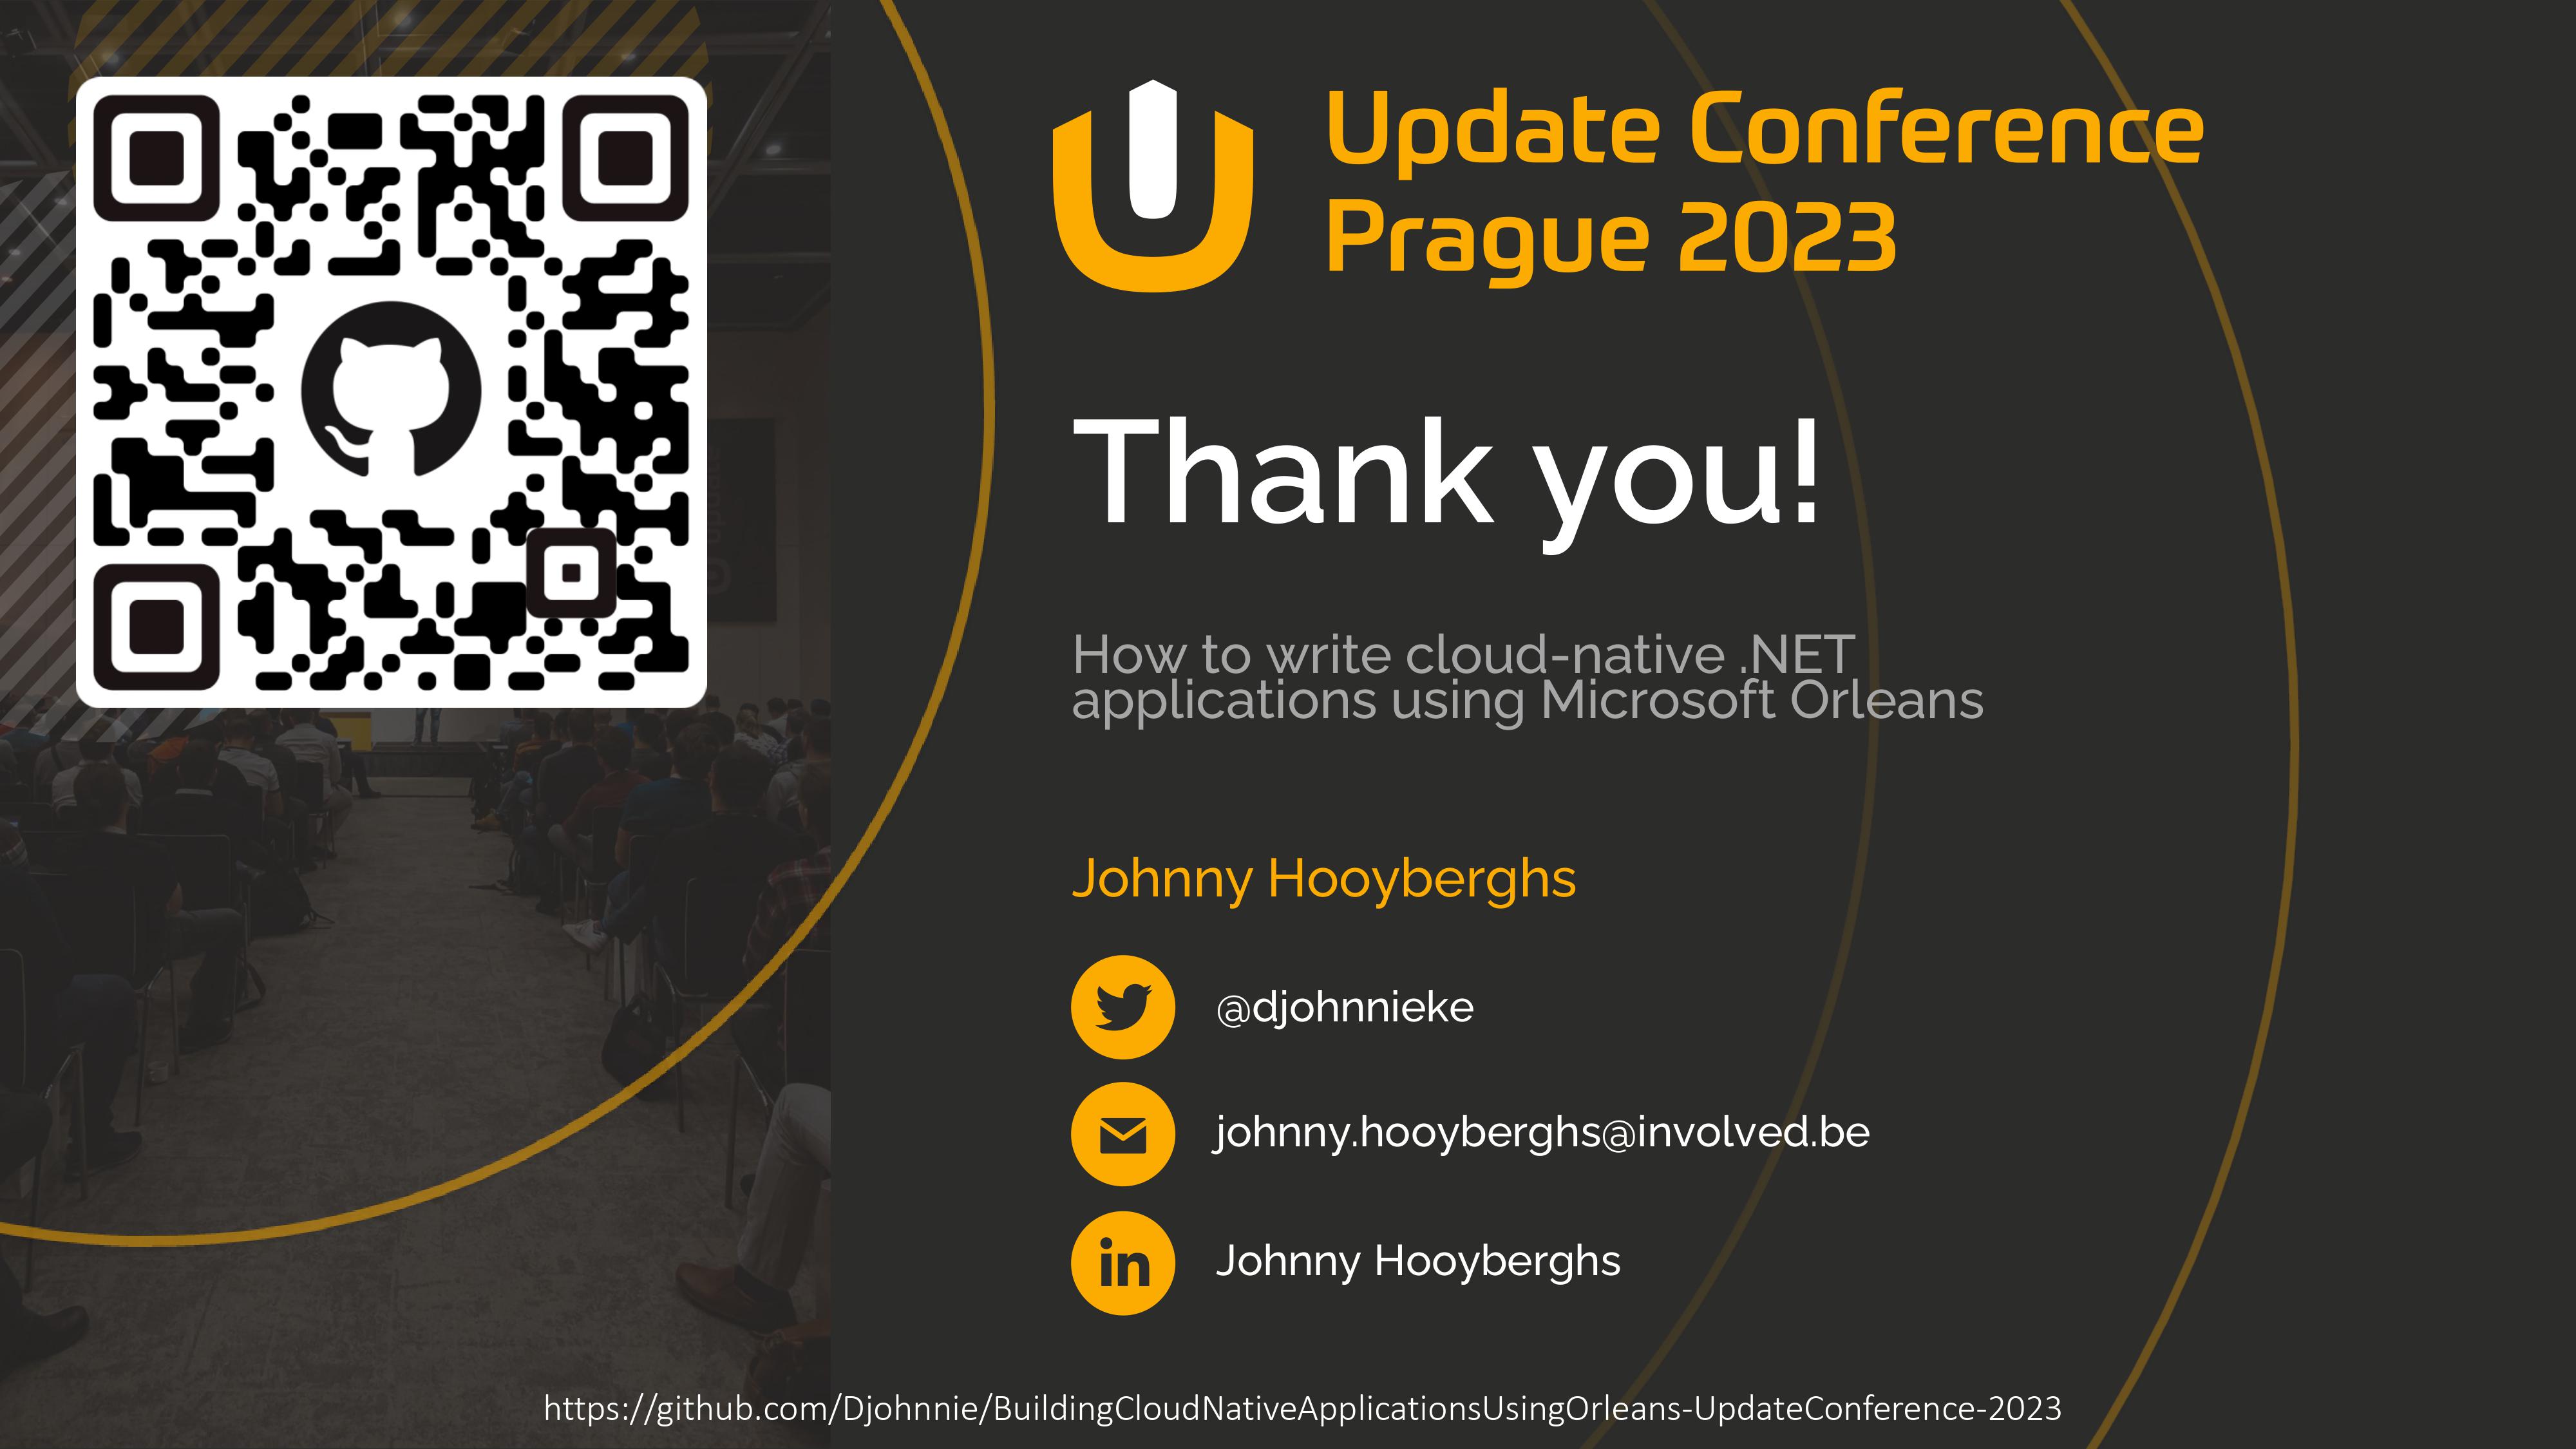 Update Conference
Prague 2023
Thank you!
How to write cloud-native .NET
applications using Microsoft Orleans
Johnny Hooyberghs
@djohnnieke
johnny.hooyberghs@involved.be
in
Johnny Hooyberghs
https://github.com/Djohnnie/BuildingCloudNativeApplicationsUsingOrleans-UpdateConference-2023